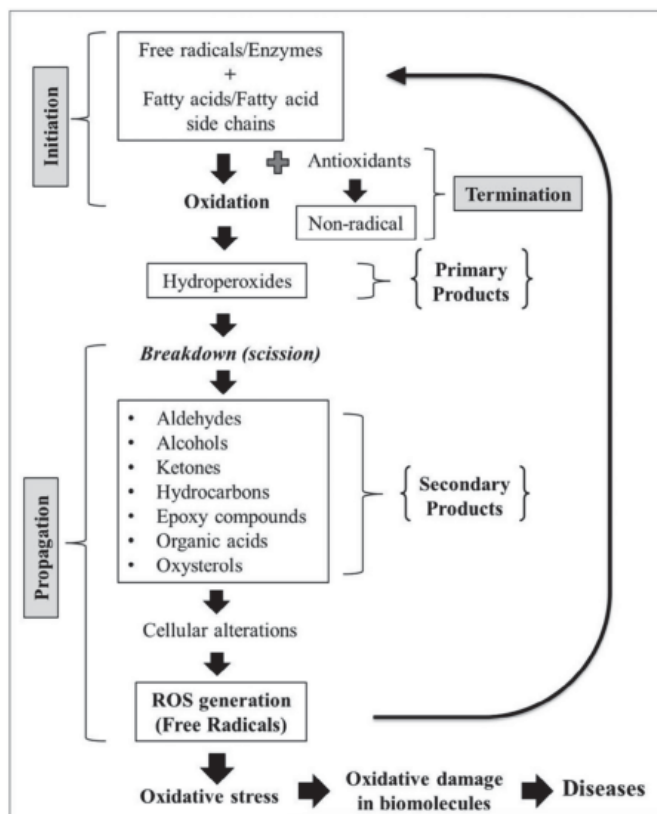 Initiation
Free radicals/Enzymes
+
Fatty acids/Fatty acid
side chains
Antioxidants
Oxidation
Non-radical
Termination
Hydroperoxides
Primary
Products
Propagation
Breakdown (scission)
• Aldehydes
• Alcohols
• Ketones
• Hydrocarbons
• Epoxy compounds
• Organic acids
• Oxysterols
Secondary
Products
Cellular alterations
ROS generation
(Free Radicals)
Oxidative stress
Oxidative damage
in biomolecules
Diseases